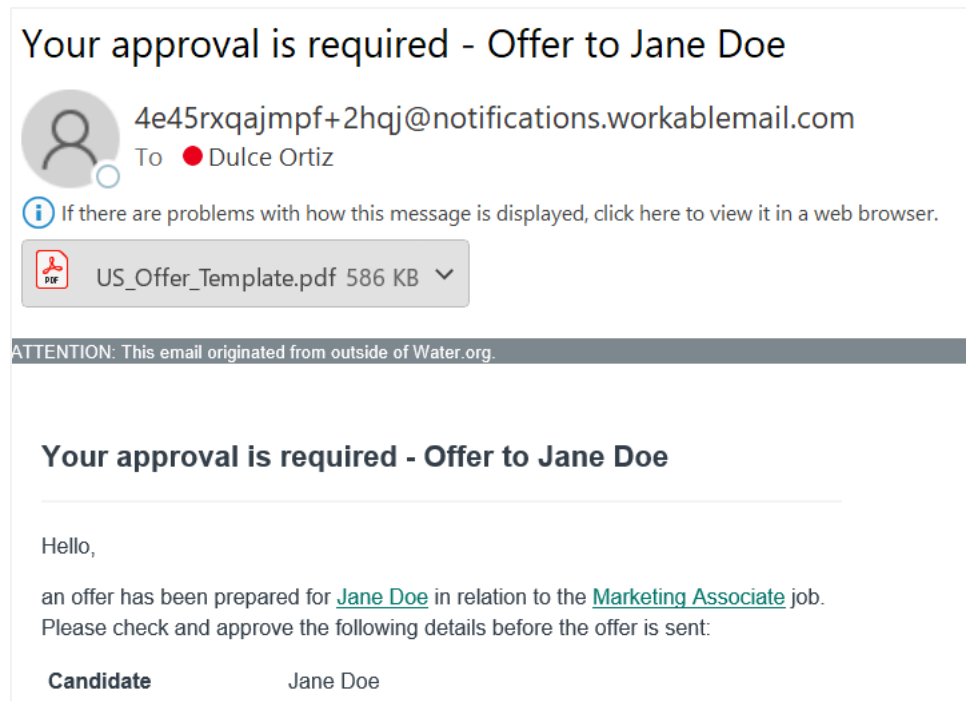 Your approval is required - Offer to Jane Doe
4e45rxqajmpf+2hqj@notifications.workablemail.com
To Dulce Ortiz
If there are problems with how this message is displayed, click here to view it in a web browser.
PDF US_Offer_Template.pdf 586 KB
ATTENTION: This email originated from outside of Water.org.
Your approval is required - Offer to Jane Doe
Hello,
an offer has been prepared for Jane Doe in relation to the Marketing Associate job.
Please check and approve the following details before the offer is sent:
Candidate Jane Doe